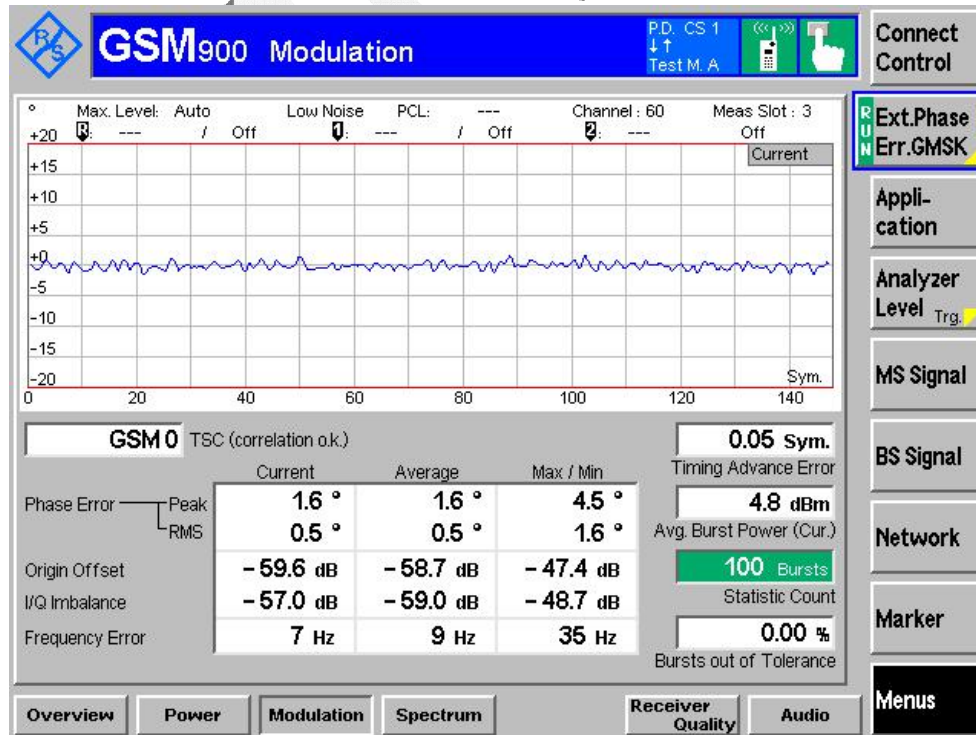 R/S
GSM900 Modulation
P.D. CS 1
Test M. A
Connect
Control
° Max. Level: Auto Low Noise PCL: --- Channel : 60 Meas Slot : 3
R: --- / Off 1: --- / Off 2: --- Off
Current
+20
+15
+10
+5
+0
-5
-10
-15
-20
Sym.
0 20 40 60 80 100 120 140
RUN
Ext.Phase
Err.GMSK
Appli-
cation
Analyzer
Level Trg.
MS Signal
BS Signal
Network
Marker
Menus
GSM 0 TSC (correlation o.k.)
0.05 Sym.
Timing Advance Error
Current Average Max / Min
Phase Error Peak 1.6 ° 1.6 ° 4.5 °
RMS 0.5 ° 0.5 ° 1.6 °
4.8 dBm
Avg. Burst Power (Cur.)
Origin Offset - 59.6 dB - 58.7 dB - 47.4 dB
I/Q Imbalance - 57.0 dB - 59.0 dB - 48.7 dB
100 Bursts
Statistic Count
Frequency Error 7 Hz 9 Hz 35 Hz
0.00 %
Bursts out of Tolerance
Overview Power Modulation Spectrum Receiver Quality Audio